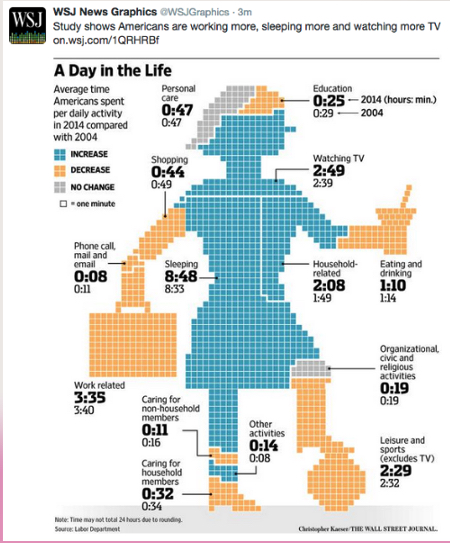 WSJ
WSJ News Graphics @WSJGraphics · 3m
Study shows Americans are working more, sleeping more and watching more TV
on.wsj.com/1QRHRBf
A Day in the Life
Average time
Americans spent
per daily activity
in 2014 compared
with 2004
INCREASE
DECREASE
NO CHANGE
= one minute
Personal
care
0:47
0:47
Education
0:25 2014 (hours: min.)
0:29 2004
Shopping
0:44
0:49
Watching TV
2:49
2:39
Phone call,
mail and
email
0:08
0:11
Sleeping
8:48
8:33
Household-
related
2:08
1:49
Eating and
drinking
1:10
1:14
Work related
3:35
3:40
Organizational,
civic and
religious
activities
0:19
0:19
Caring for
non-household
members
0:11
0:16
Other
activities
0:14
0:08
Caring for
household
members
0:32
0:34
Leisure and
sports
(excludes TV)
2:29
2:32
Note: Time may not total 24 hours due to rounding.
Source: Labor Department
Christopher Kaeser/THE WALL STREET JOURNAL.